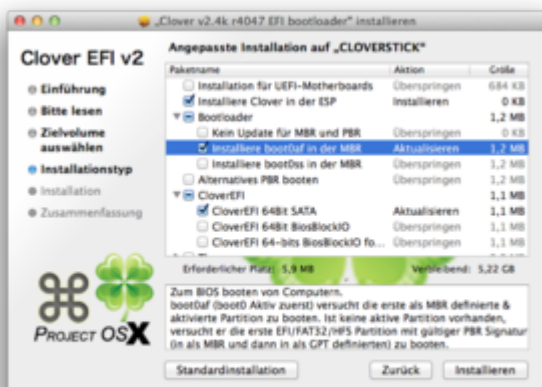 „Clover v2.4k r4047 EFI bootloader" installieren
Clover EFI v2
Einführung
Bitte lesen
Zielvolume
auswählen
Installationstyp
Installation
Zusammenfassung
PROJECT OSX
Angepasste Installation auf „CLOVERSTICK"
Paketname Aktion Größe
Installation für UEFI-Motherboards Überspringen 684 KB
Installiere Clover in der ESP Installieren 0 KB
Bootloader 1,2 MB
Kein Update für MBR und PBR Überspringen 0 KB
Installiere boot0af in der MBR Aktualisieren 1,2 MB
Installiere boot0ss in der MBR Überspringen 1,2 MB
Alternatives PBR booten Überspringen 1,2 MB
CloverEFI 1,1 MB
CloverEFI 64Bit SATA Aktualisieren 1,1 MB
CloverEFI 64Bit BiosBlockIO Überspringen 1,1 MB
CloverEFI 64-bits BiosBlockIO fo... Überspringen 1,1 MB
Erforderlicher Platz: 5,9 MB Verbleibend: 5,22 GB
Zum BIOS booten von Computern.
boot0af (boot0 Aktiv zuerst) versucht die erste als MBR definierte &
aktivierte Partition zu booten. Ist keine aktive Partition vorhanden,
versucht er die erste EFI/FAT32/HFS Partition mit gültiger PBR Signatur
(in als MBR und dann in als GPT definierten) zu booten.
Standardinstallation Zurück Installieren